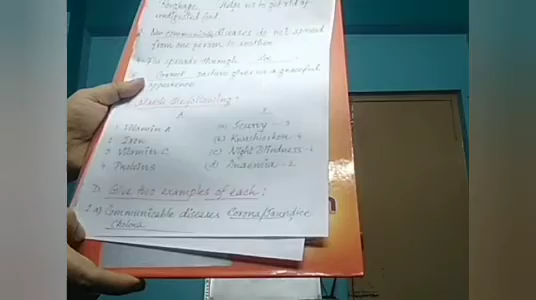 Roughage Helps us to get rid of
undigested food.
Non communicable diseases do not spread
from one person to another.
Flu spreads through Air.
Correct posture gives us a graceful
appearance
Match the following:
A
1. Vitamin A (a) Scurvy - 3
2. Iron (b) Kwashiorkor - 4
3. Vitamin C (c) Night Blindness - 1
4. Proteins (d) Anaemia - 2
D. Give two examples of each:
1. a) Communicable diseases Corona/Jaundice
Cholera